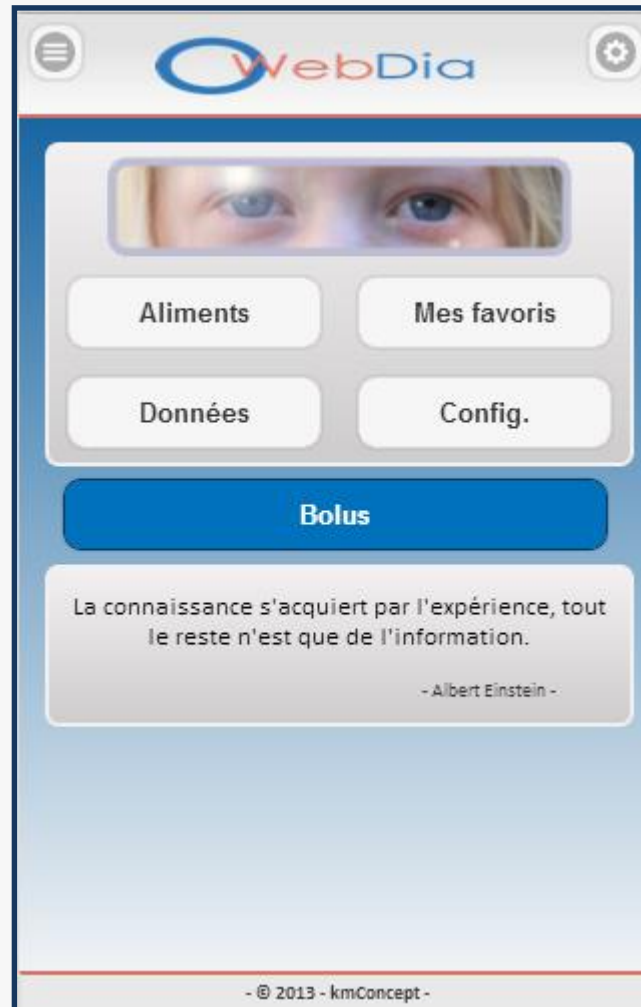 WebDia
Aliments
Mes favoris
Données
Config.
Bolus
La connaissance s'acquiert par l'expérience, tout
le reste n'est que de l'information.
- Albert Einstein -
- © 2013 - kmConcept -